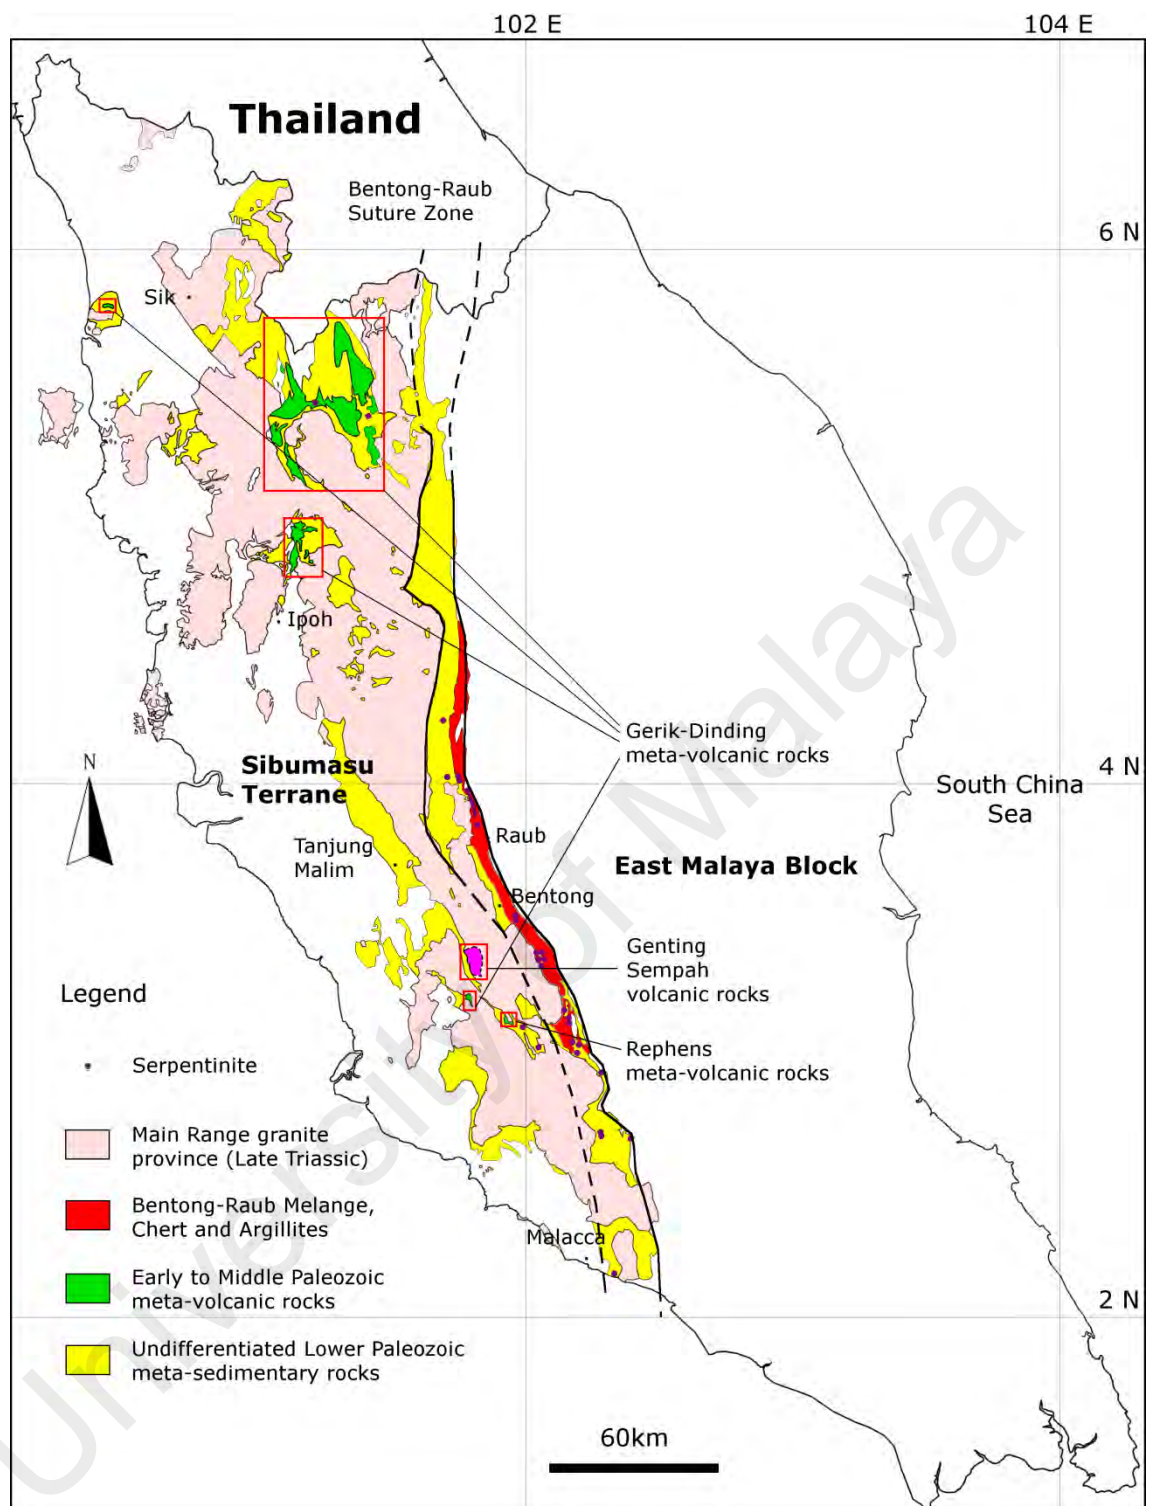 102 E
104 E
Thailand
Bentong-Raub
Suture Zone
6 N
Sik
Ipoh
Gerik-Dinding
meta-volcanic rocks
N
Sibumasu
Terrane
4 N
South China
Sea
Tanjung
Malim
Raub
East Malaya Block
Bentong
Genting
Sempah
volcanic rocks
Legend
Rephens
meta-volcanic rocks
Serpentinite
Main Range granite
province (Late Triassic)
Bentong-Raub Melange,
Chert and Argillites
Malacca
Early to Middle Paleozoic
meta-volcanic rocks
2 N
Undifferentiated Lower Paleozoic
meta-sedimentary rocks
60km
University of Malaya